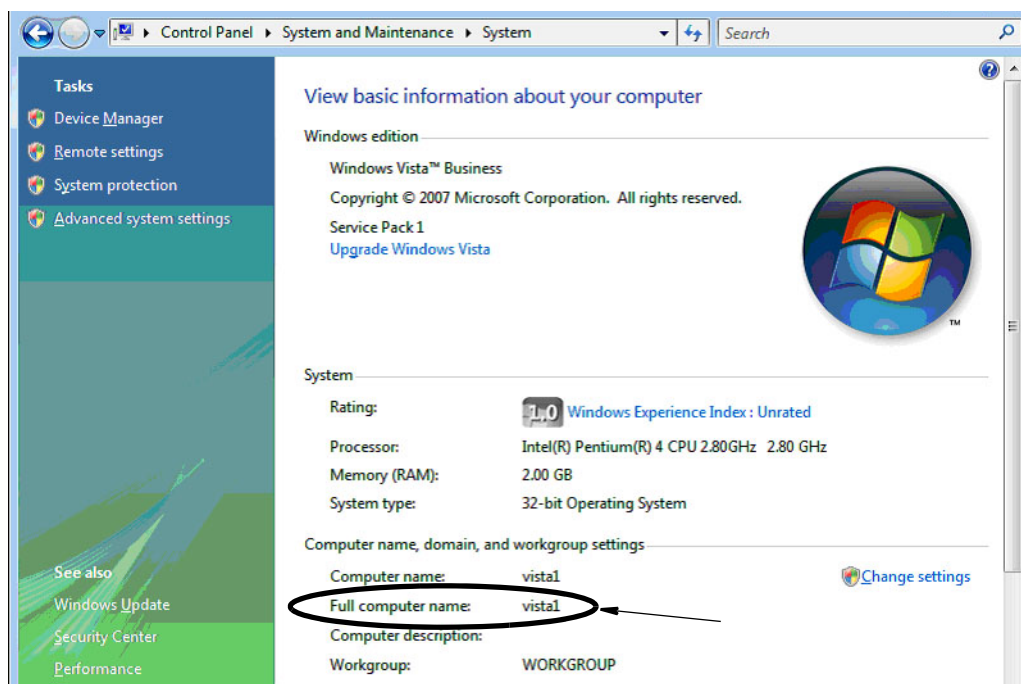 Control Panel System and Maintenance System Search
Tasks
Device Manager
Remote settings
System protection
Advanced system settings
See also
Windows Update
Security Center
Performance
View basic information about your computer
Windows edition
Windows Vista™ Business
Copyright © 2007 Microsoft Corporation. All rights reserved.
Service Pack 1
Upgrade Windows Vista
TM
System
Rating: 1.0 Windows Experience Index : Unrated
Processor: Intel(R) Pentium(R) 4 CPU 2.80GHz 2.80 GHz
Memory (RAM): 2.00 GB
System type: 32-bit Operating System
Computer name, domain, and workgroup settings
Computer name: vista1 Change settings
Full computer name: vista1
Computer description:
Workgroup: WORKGROUP